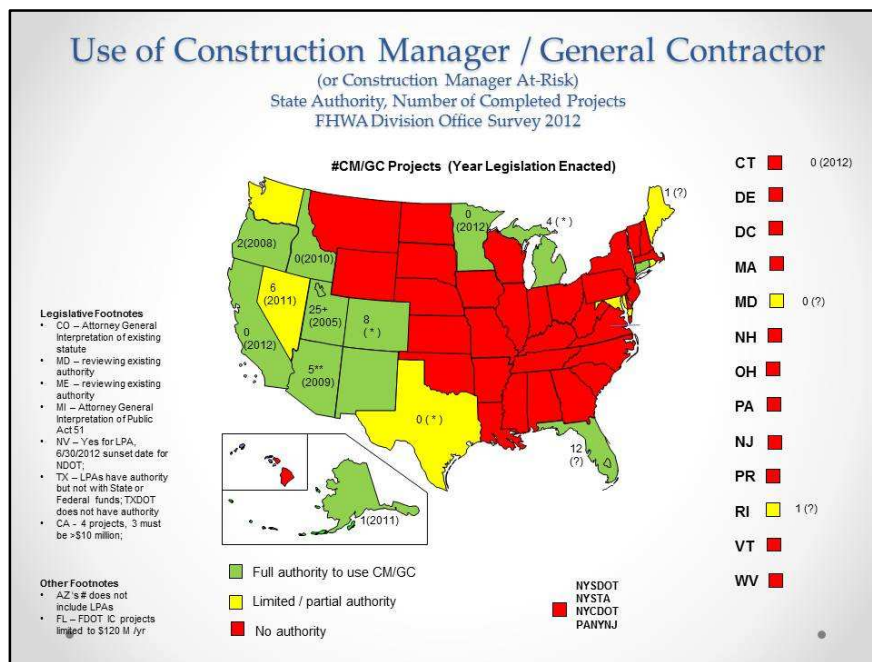 Use of Construction Manager / General Contractor
(or Construction Manager At-Risk)
State Authority, Number of Completed Projects
FHWA Division Office Survey 2012
#CM/GC Projects (Year Legislation Enacted)
2(2008)
0(2010)
0
(2012)
4 ( * )
1 (?)
6
(2011)
25+
(2005)
8
( * )
0
(2012)
5**
(2009)
0 ( * )
12
(?)
1(2011)
CT 0 (2012)
DE
DC
MA
MD 0 (?)
NH
OH
PA
NJ
PR
RI 1 (?)
VT
WV
Legislative Footnotes
• CO – Attorney General
Interpretation of existing
statute
• MD – reviewing existing
authority
• ME – reviewing existing
authority
• MI – Attorney General
Interpretation of Public
Act 51
• NV – Yes for LPA,
6/30/2012 sunset date for
NDOT;
• TX – LPAs have authority
but not with State or
Federal funds; TXDOT
does not have authority
• CA - 4 projects, 3 must
be >$10 million;
Other Footnotes
• AZ's # does not
include LPAs
• FL – FDOT IC projects
limited to $120 M /yr
Full authority to use CM/GC
Limited / partial authority
No authority
NYSDOT
NYSTA
NYCDOT
PANYNJ